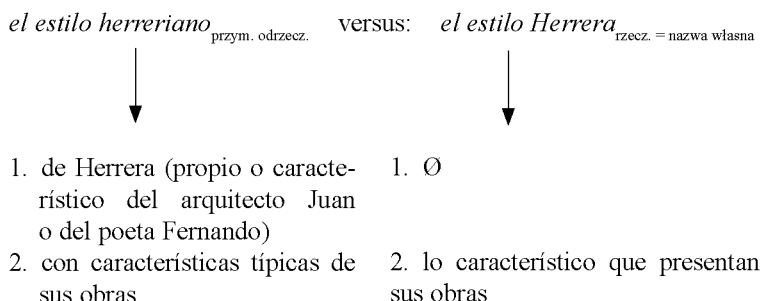 el estilo herreriano przym. odrzecz. versus: el estilo Herrera rzecz. = nazwa własna
1. de Herrera (propio o caracte-
rístico del arquitecto Juan
o del poeta Fernando)
1. Ø
2. con características típicas de
sus obras
2. lo característico que presentan
sus obras